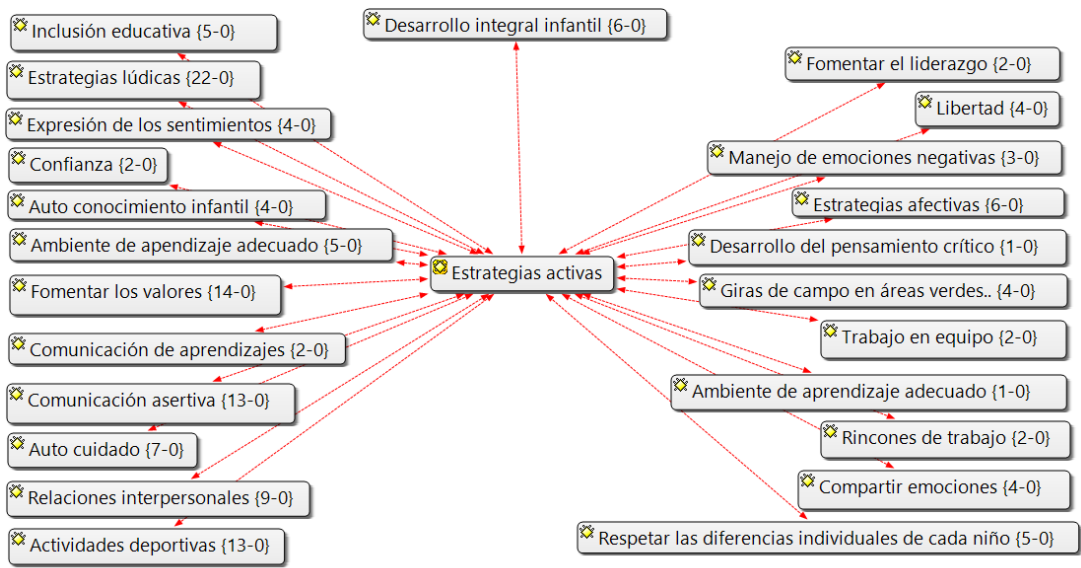 Inclusión educativa {5-0}
Estrategias lúdicas {22-0}
Expresión de los sentimientos {4-0}
Confianza {2-0}
Auto conocimiento infantil {4-0}
Ambiente de apendizaje adecuado {5-0}
Fomentar los valores {14-0}
Comunicación de aprendizajes {2-0}
Comunicación asertiva {13-0}
Auto cuidado {7-0}
Relaciones interpersonales {9-0}
Actividades deportivas {13-0}
Desarrollo integral infantil {6-0}
Estrategias activas
Fomentar el liderazgo {2-0}
Libertad {4-0}
Manejo de emociones negativas {3-0}
Estrategias afectivas {6-0}
Desarrollo del pensamiento crítico {1-0}
Giras de campo en áreas verdes.. {4-0}
Trabajo en equipo {2-0}
Ambiente de aprendizaje adecuado {1-0}
Rincones de trabajo {2-0}
Compartir emociones {4-0}
Respetar las diferencias individuales de cada niño {5-0}